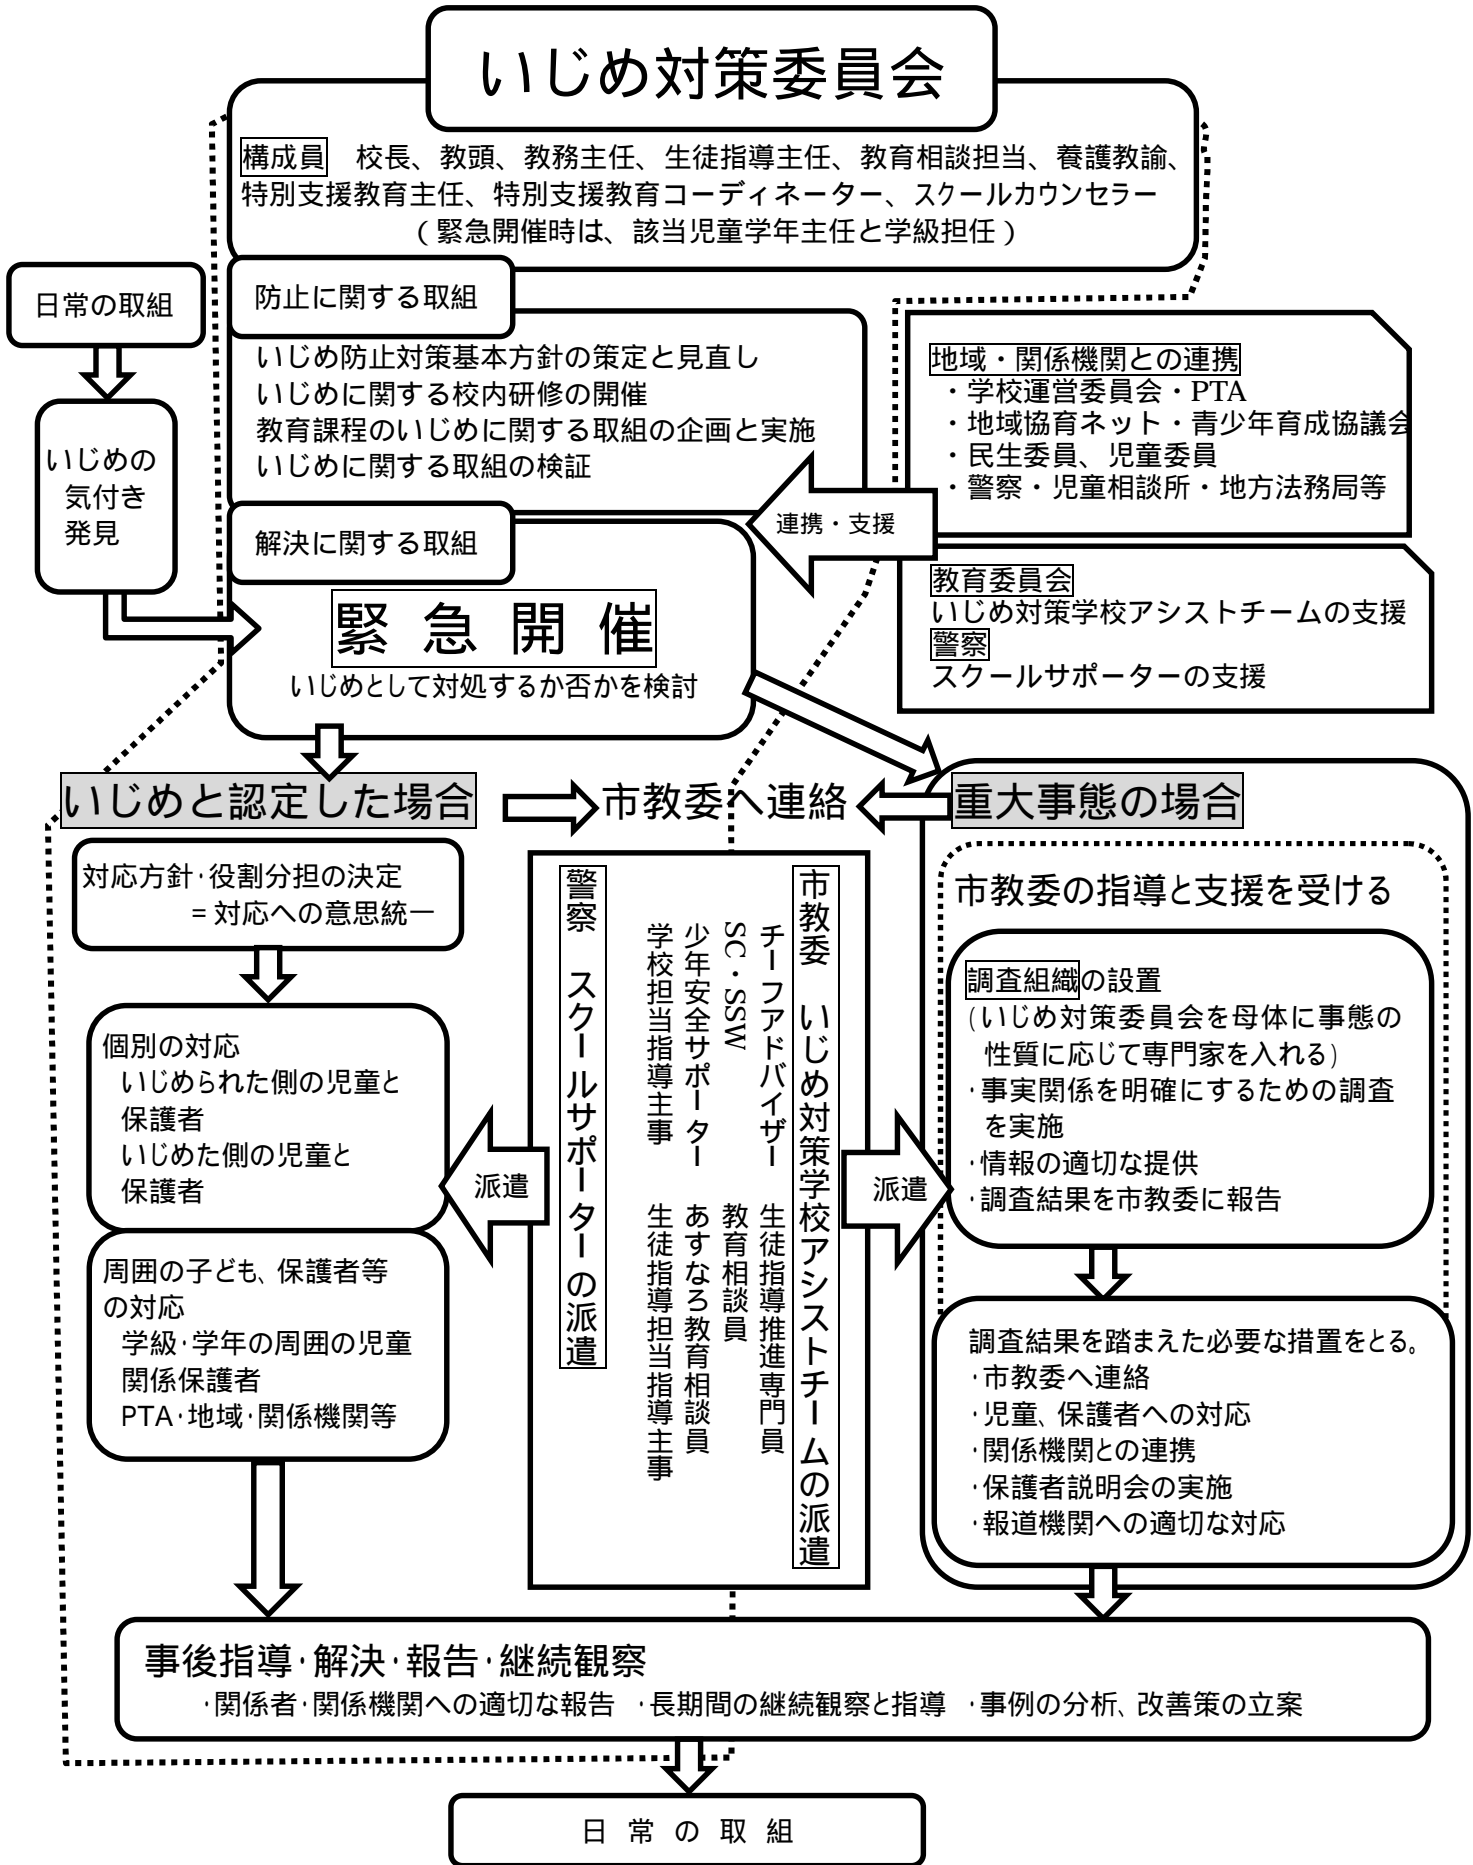 いじめ対策委員会
構成員　校長、教頭、教務主任、生徒指導主任、教育相談担当、養護教諭、
特別支援教育主任、特別支援教育コーディネーター、スクールカウンセラー
（緊急開催時は、該当児童学年主任と学級担任）
日常の取組
いじめの
気付き
発見
防止に関する取組
いじめ防止対策基本方針の策定と見直し
いじめに関する校内研修の開催
教育課程のいじめに関する取組の企画と実施
いじめに関する取組の検証
地域・関係機関との連携
・学校運営委員会・PTA
・地域協育ネット・青少年育成協議会
・民生委員、児童委員
・警察・児童相談所・地方法務局等
連携・支援
解決に関する取組
緊急開催
いじめとして対処するか否かを検討
教育委員会
いじめ対策学校アシストチームの支援
警察
スクールサポーターの支援
いじめと認定した場合
市教委へ連絡
重大事態の場合
対応方針・役割分担の決定
＝対応への意思統一
個別の対応
いじめられた側の児童と
保護者
いじめた側の児童と
保護者
周囲の子ども、保護者等
の対応
学級・学年の周囲の児童
関係保護者
PTA・地域・関係機関等
派遣
市教委　いじめ対策学校アシストチームの派遣
チーフアドバイザー　生徒指導推進専門員
SC・SSW　教育相談員
少年安全サポーター　あすなろ教育相談員
学校担当指導主事　生徒指導担当指導主事
警察　スクールサポーターの派遣
派遣
市教委の指導と支援を受ける
調査組織の設置
（いじめ対策委員会を母体に事態の
性質に応じて専門家を入れる）
・事実関係を明確にするための調査
を実施
・情報の適切な提供
・調査結果を市教委に報告
調査結果を踏まえた必要な措置をとる。
・市教委へ連絡
・児童、保護者への対応
・関係機関との連携
・保護者説明会の実施
・報道機関への適切な対応
事後指導・解決・報告・継続観察
・関係者・関係機関への適切な報告　・長期間の継続観察と指導　・事例の分析、改善策の立案
日常の取組